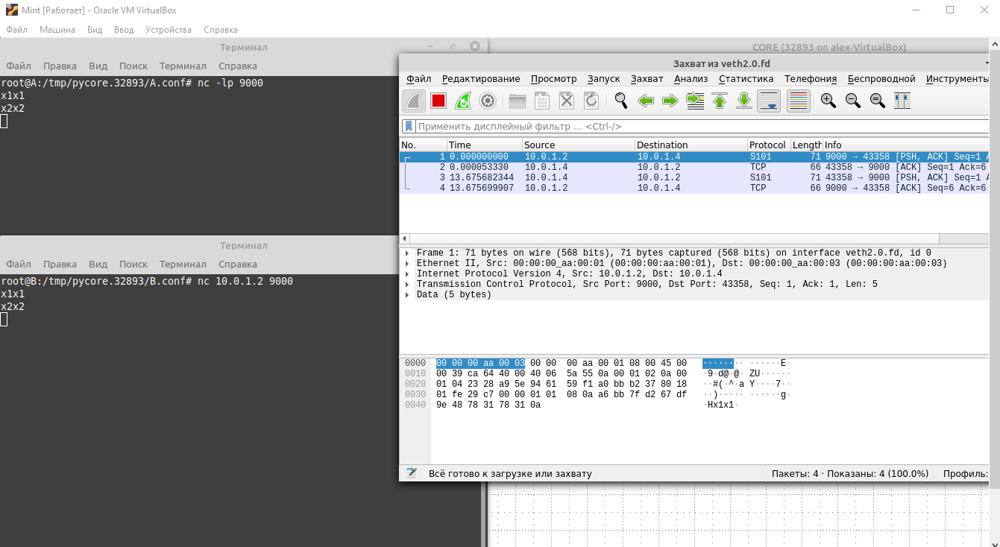 Mint [Работает] - Oracle VM VirtualBox
Файл Машина Вид Ввод Устройства Справка
Терминал
Файл Правка Вид Поиск Терминал Справка
root@A:/tmp/pycore.32893/A.conf# nc -lp 9000
x1x1
x2x2
Терминал
Файл Правка Вид Поиск Терминал Справка
root@B:/tmp/pycore.32893/B.conf# nc 10.0.1.2 9000
x1x1
x2x2
CORE (32893 on alex-VirtualBox)
Захват из veth2.0.fd
Файл Редактирование Просмотр Запуск Захват Анализ Статистика Телефония Беспроводной Инструменты
Применить дисплейный фильтр ... <Ctrl-/>
No. Time Source Destination Protocol Length Info
1 0.000000000 10.0.1.2 10.0.1.4 S101 71 9000 → 43358 [PSH, ACK] Seq=1 A
2 0.000053330 10.0.1.4 10.0.1.2 TCP 66 43358 → 9000 [ACK] Seq=1 Ack=6
3 13.675682344 10.0.1.4 10.0.1.2 S101 71 43358 → 9000 [PSH, ACK] Seq=1 A
4 13.675699907 10.0.1.2 10.0.1.4 TCP 66 9000 → 43358 [ACK] Seq=6 Ack=6
Frame 1: 71 bytes on wire (568 bits), 71 bytes captured (568 bits) on interface veth2.0.fd, id 0
Ethernet II, Src: 00:00:00_aa:00:01 (00:00:00:aa:00:01), Dst: 00:00:00_aa:00:03 (00:00:00:aa:00:03)
Internet Protocol Version 4, Src: 10.0.1.2, Dst: 10.0.1.4
Transmission Control Protocol, Src Port: 9000, Dst Port: 43358, Seq: 1, Ack: 1, Len: 5
Data (5 bytes)
0000 00 00 00 aa 00 03 00 00 00 aa 00 01 08 00 45 00 ········ ······E·
0010 00 39 ca 64 40 00 40 06 5a 55 0a 00 01 02 0a 00 ·9·d@·@· ZU······
0020 01 04 23 28 a9 5e 94 61 59 f1 a0 bb b2 37 80 18 ··#(·^·a Y····7··
0030 01 fe 29 c7 00 00 01 01 08 0a a6 bb 7f d2 67 df ··)····· ······g·
0040 9e 48 78 31 78 31 0a ·Hx1x1·
Всё готово к загрузке или захвату Пакеты: 4 · Показаны: 4 (100.0%) Профиль: